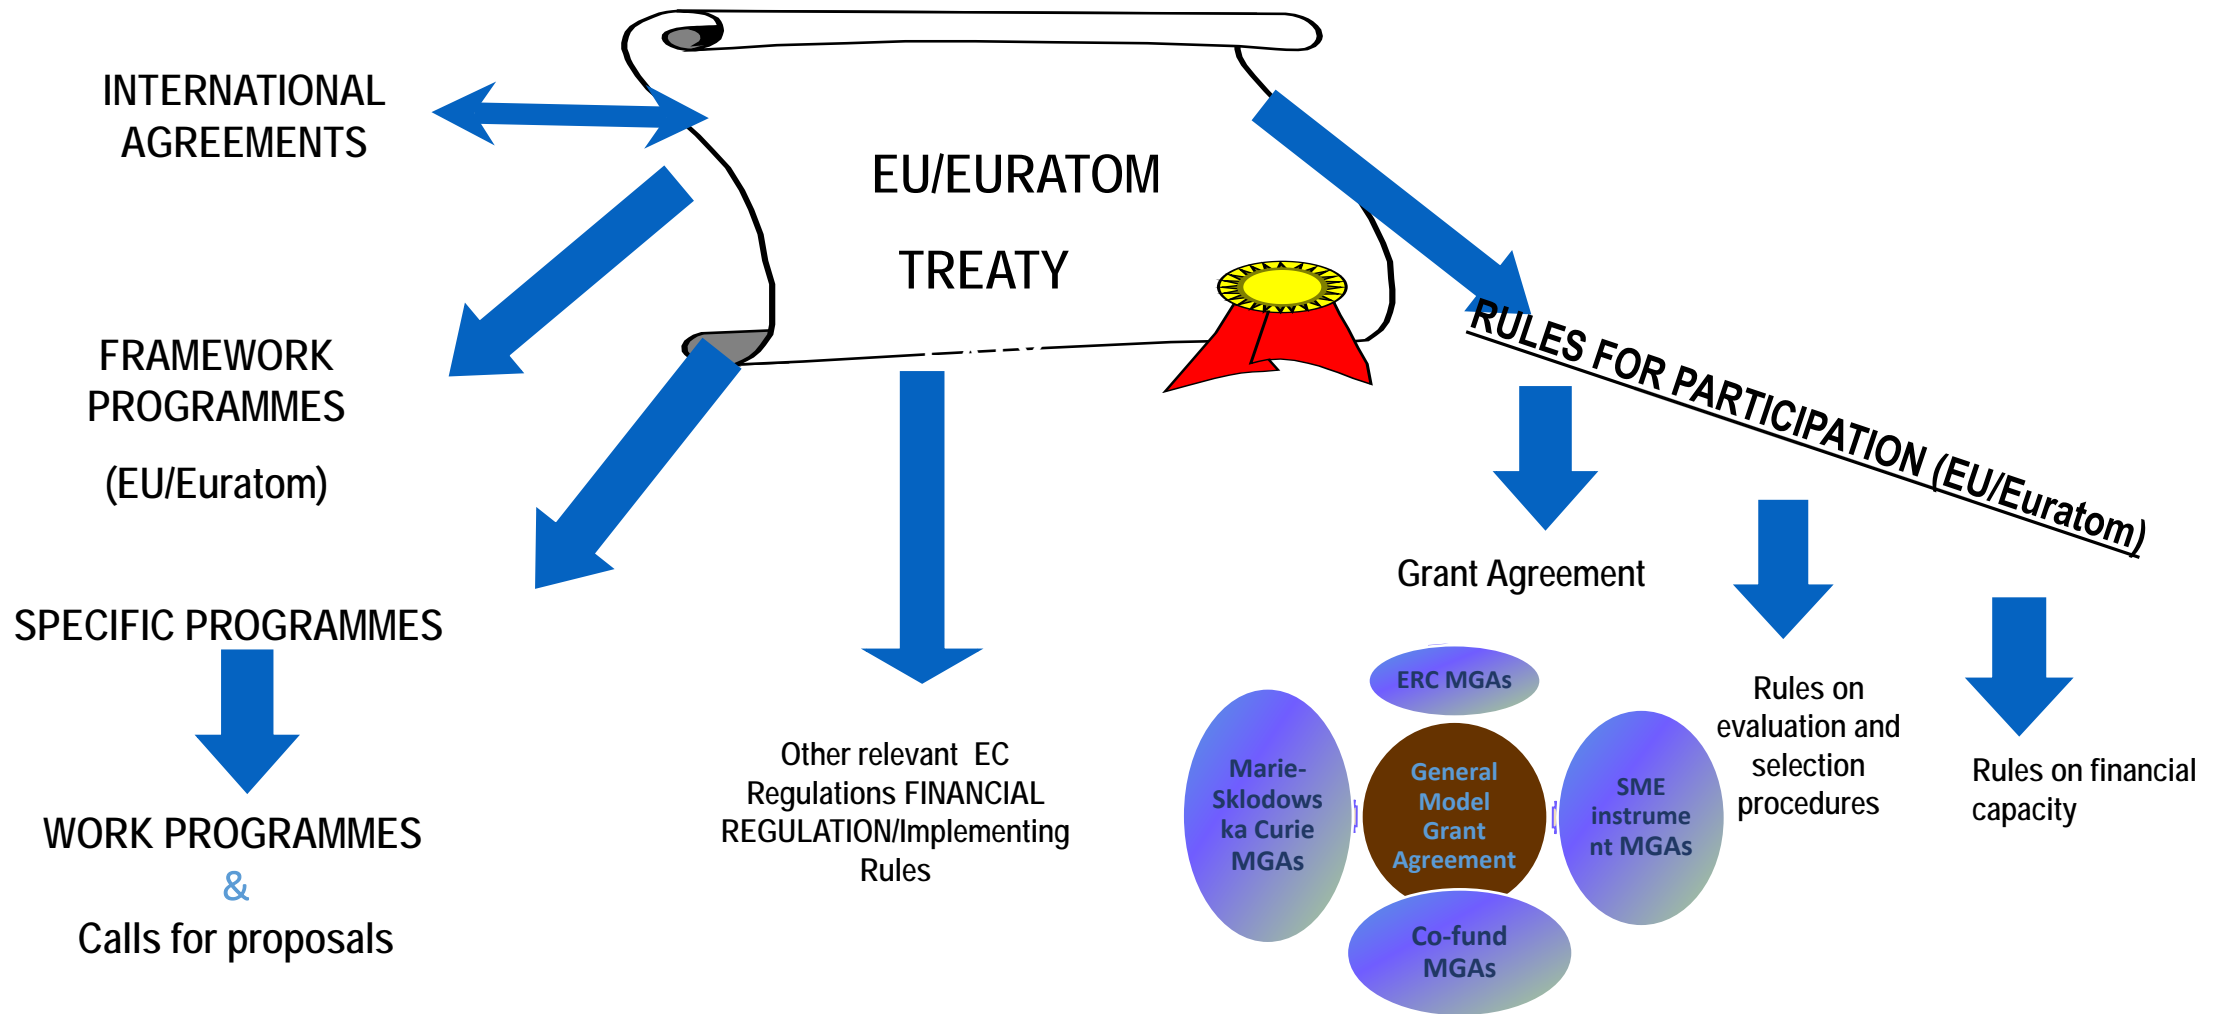 INTERNATIONAL
AGREEMENTS
EU/EURATOM
TREATY
FRAMEWORK
PROGRAMMES
(EU/Euratom)
SPECIFIC PROGRAMMES
WORK PROGRAMMES
&
Calls for proposals
Other relevant EC
Regulations FINANCIAL
REGULATION/Implementing
Rules
RULES FOR PARTICIPATION (EU/Euratom)
Grant Agreement
ERC MGAs
Marie-
Sklodows
ka Curie
MGAs
General
Model
Grant
Agreement
SME
instrume
nt MGAs
Co-fund
MGAs
Rules on
evaluation and
selection
procedures
Rules on financial
capacity